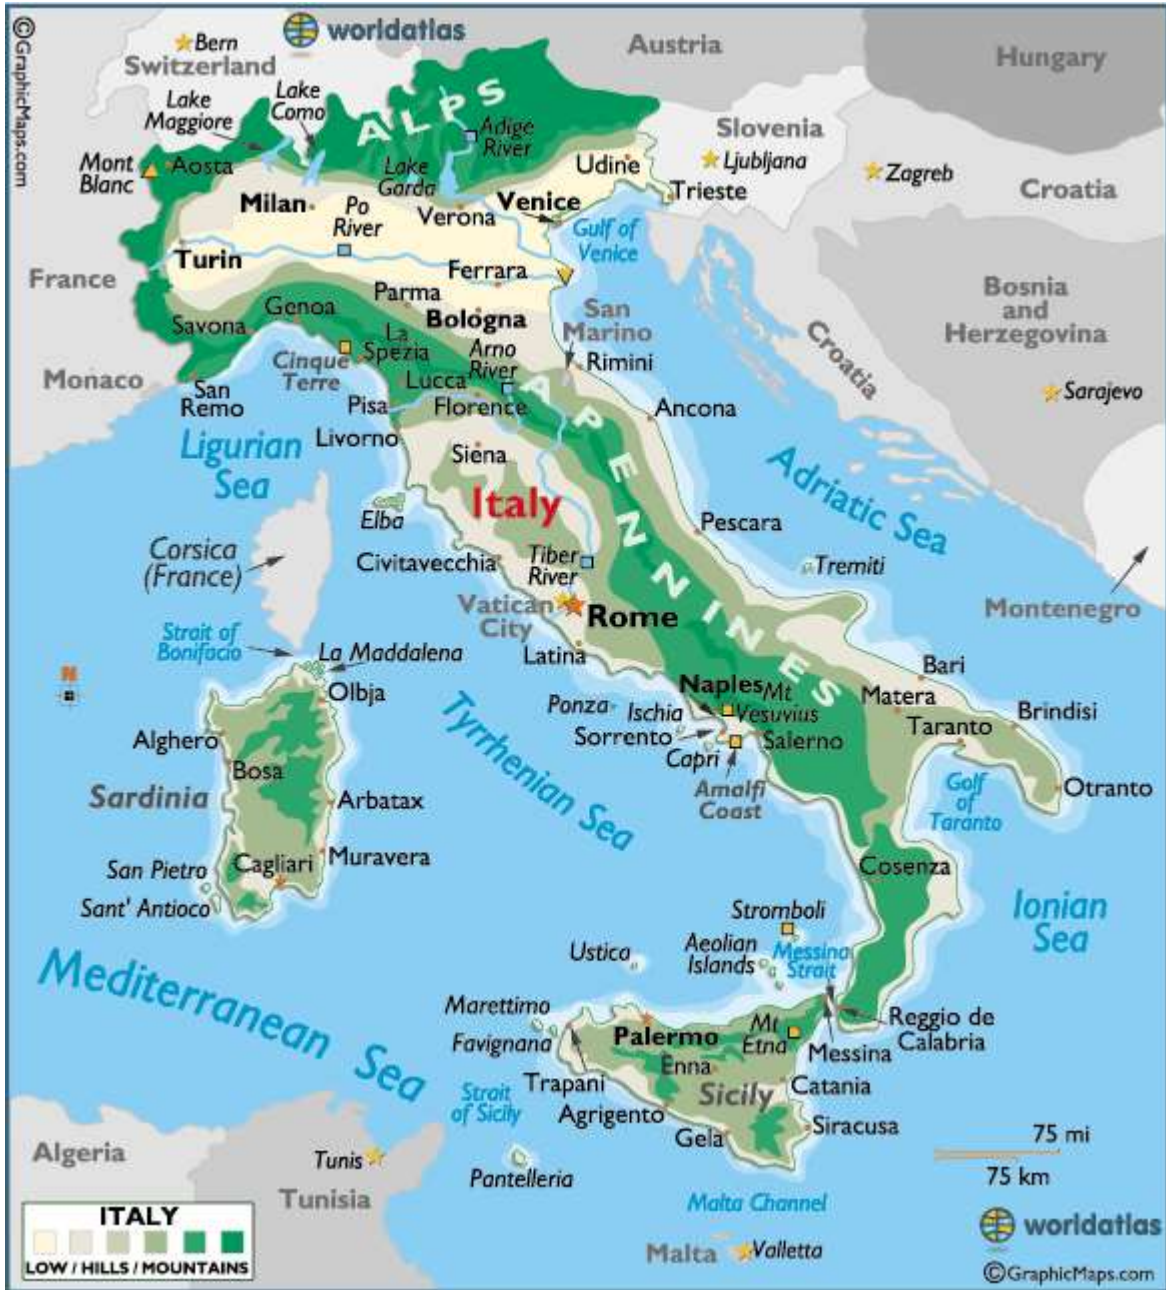 ©GraphicMaps.com
worldatlas
Bern
Switzerland
Austria
Hungary
Lake
Maggiore
Lake
Como
ALPS
Adige
River
Slovenia
Ljubljana
Zagreb
Croatia
Mont
Blanc
Aosta
Lake
Garda
Udine
Trieste
Milan
Po
River
Verona
Venice
Gulf of
Venice
Turin
Ferrara
France
Parma
Bologna
San
Marino
Bosnia
and
Herzegovina
Genoa
Savona
La
Spezia
Cinque
Terre
Arno
River
Rimini
Croatia
Monaco
San
Remo
Lucca
Pisa
Florence
Ancona
Sarajevo
Livorno
Ligurian
Sea
Siena
APENNINES
Adriatic Sea
Italy
Elba
Pescara
Corsica
(France)
Civitavecchia
Tiber
River
Tremiti
Vatican
City
Rome
Montenegro
Strait of
Bonifacio
La Maddalena
Latina
Bari
N
Olbja
Tyrrhenian Sea
Ponza
Ischia
Naples
Mt
Vesuvius
Matera
Brindisi
Alghero
Sorrento
Salerno
Taranto
Bosa
Capri
Amalfi
Coast
Golf
of
Taranto
Otranto
Sardinia
Arbatax
Cagliari
Muravera
San Pietro
Sant' Antioco
Cosenza
Stromboli
Ionian
Sea
Ustica
Aeolian
Islands
Messina
Strait
Mediterranean Sea
Marettimo
Favignana
Palermo
Mt
Etna
Messina
Reggio de
Calabria
Trapani
Enna
Catania
Strait
of Sicily
Agrigento
Sicily
Gela
Siracusa
75 mi
75 km
Algeria
Tunis
Tunisia
Pantelleria
Malta Channel
Malta
Valletta
ITALY
LOW / HILLS / MOUNTAINS
worldatlas
©GraphicMaps.com